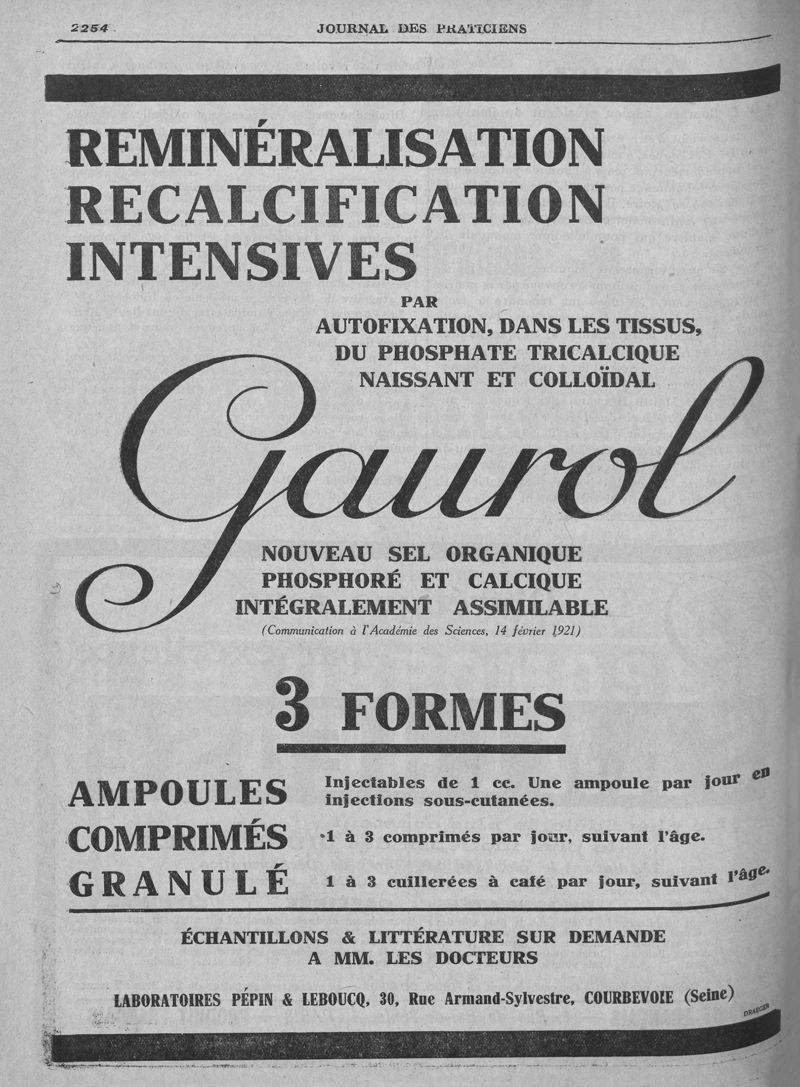 2254
JOURNAL DES PRATICIENS
REMINÉRALISATION
RECALCIFICATION
INTENSIVES
PAR
AUTOFIXATION, DANS LES TISSUS,
DU PHOSPHATE TRICALCIQUE
NAISSANT ET COLLOÏDAL
Gaurol
NOUVEAU SEL ORGANIQUE
PHOSPHORÉ ET CALCIQUE
INTÉGRALEMENT ASSIMILABLE
(Communication à l'Académie des Sciences, 14 février 1921)
3 FORMES
AMPOULES
Injectables de 1 cc. Une ampoule par jour en
injections sous-cutanées.
COMPRIMÉS
1 à 3 comprimés par jour, suivant l'âge.
GRANULÉ
1 à 3 cuillerées à café par jour, suivant l'âge.
ÉCHANTILLONS & LITTÉRATURE SUR DEMANDE
A MM. LES DOCTEURS
LABORATOIRES PÉPIN & LEBOUCQ, 30, Rue Armand-Sylvestre, COURBEVOIE (Seine)
DRAEGER